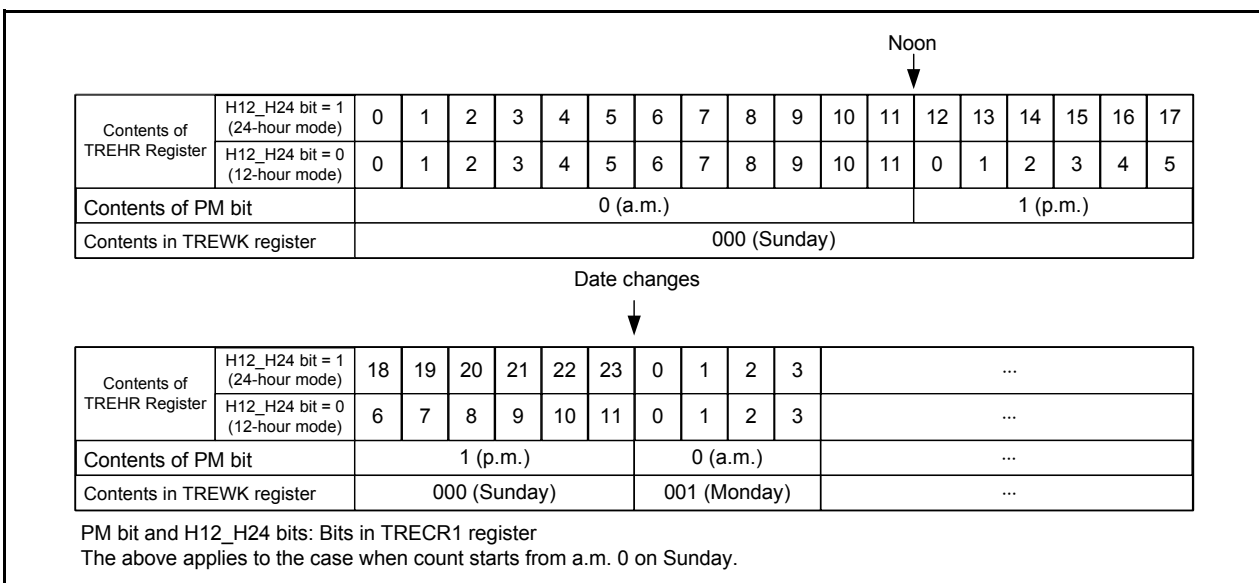 Noon
Contents of TREHR Register
H12_H24 bit = 1 (24-hour mode) 0 1 2 3 4 5 6 7 8 9 10 11 12 13 14 15 16 17
H12_H24 bit = 0 (12-hour mode) 0 1 2 3 4 5 6 7 8 9 10 11 0 1 2 3 4 5
Contents of PM bit 0 (a.m.) 1 (p.m.)
Contents in TREWK register 000 (Sunday)
Date changes
Contents of TREHR Register
H12_H24 bit = 1 (24-hour mode) 18 19 20 21 22 23 0 1 2 3 ...
H12_H24 bit = 0 (12-hour mode) 6 7 8 9 10 11 0 1 2 3 ...
Contents of PM bit 1 (p.m.) 0 (a.m.) ...
Contents in TREWK register 000 (Sunday) 001 (Monday) ...
PM bit and H12_H24 bits: Bits in TRECR1 register
The above applies to the case when count starts from a.m. 0 on Sunday.